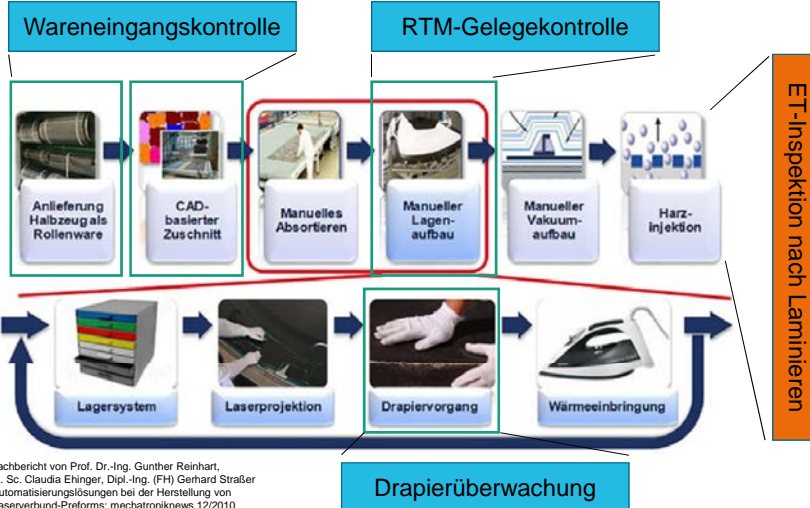 Wareneingangskontrolle
RTM-Gelegekontrolle
ET-Inspektion nach Laminieren
Anlieferung
Halbzeug als
Rollenware
CAD-
basierter
Zuschnitt
Manuelles
Absortieren
Manueller
Lagen-
aufbau
Manueller
Vakuum-
aufbau
Harz-
injektion
Lagersystem
Laserprojektion
Drapiervorgang
Wärmeeinbringung
achbericht von Prof. Dr.-Ing. Gunther Reinhart,
. Sc. Claudia Ehinger, Dipl.-Ing. (FH) Gerhard Straßer
utomatisierungslösungen bei der Herstellung von
aserverbund-Preforms; mechatroniknews 12/2010
Drapierüberwachung